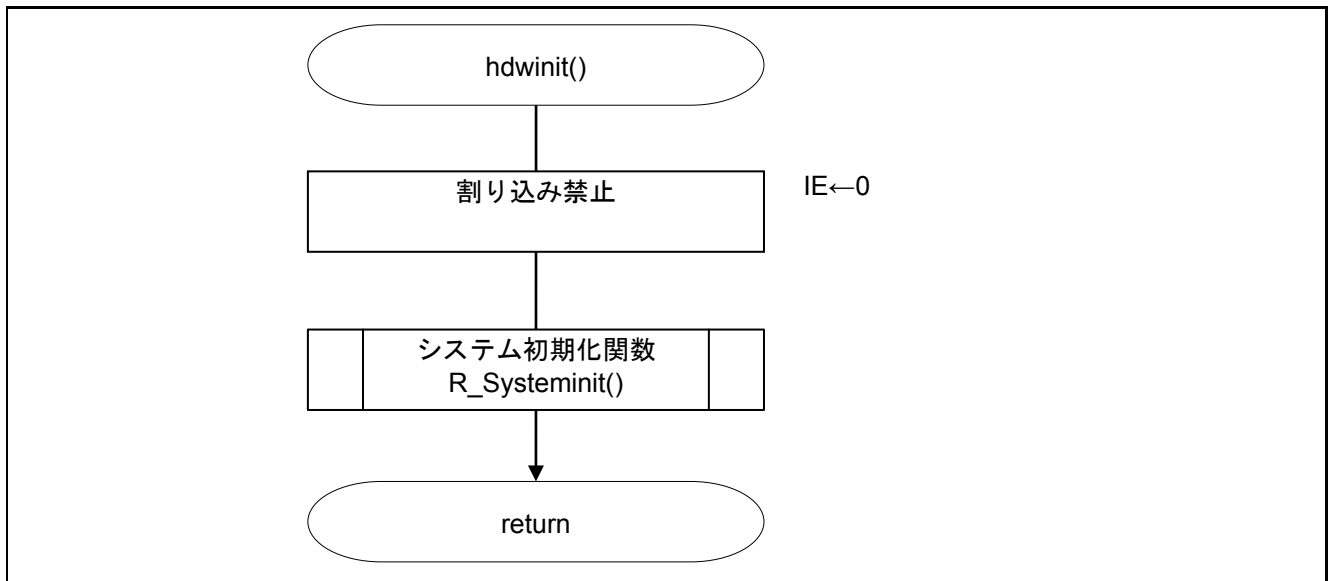 hdwinit()
割り込み禁止
IE←0
システム初期化関数
R_Systeminit()
return